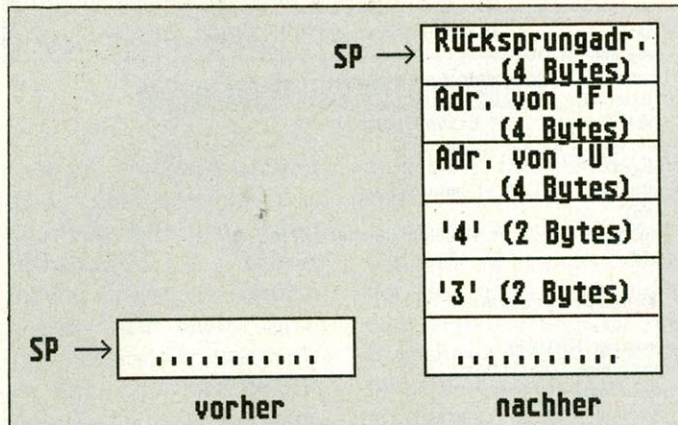 SP → Rücksprungadr.
(4 Bytes)
Adr. von 'F'
(4 Bytes)
Adr. von 'U'
(4 Bytes)
'4' (2 Bytes)
'3' (2 Bytes)
SP → ...........
...........
vorher
nachher